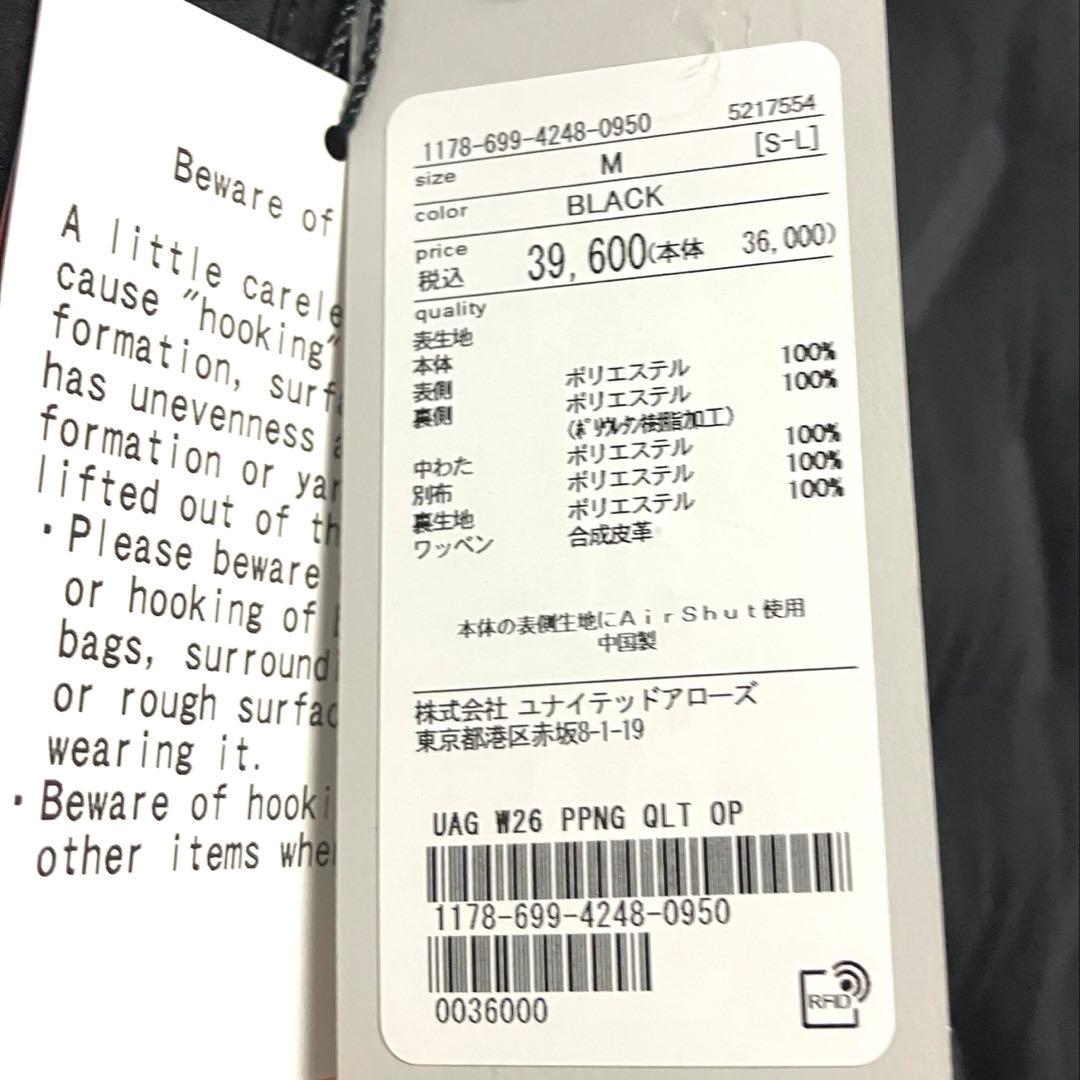 Beware of
A little carele
cause "hooking"
formation, surf
has unevenness
formation or yar
lifted out of th
・Please beware
or hooking of
bags, surround
or rough surfac
wearing it.
・Beware of hooki
other items whe
1178-699-4248-0950 5217554
size M [S-L]
color BLACK
price
税込 39,600(本体 36,000)
quality
表生地
本体 ポリエステル 100%
表側 ポリエステル 100%
裏側 (ポリウレタン樹脂加工)
ポリエステル 100%
中わた ポリエステル 100%
別布 ポリエステル 100%
裏生地 合成皮革
ワッペン
本体の表側生地にAirShut使用
中国製
株式会社 ユナイテッドアローズ
東京都港区赤坂8-1-19
UAG W26 PPNG QLT OP
1178-699-4248-0950
0036000
RFID